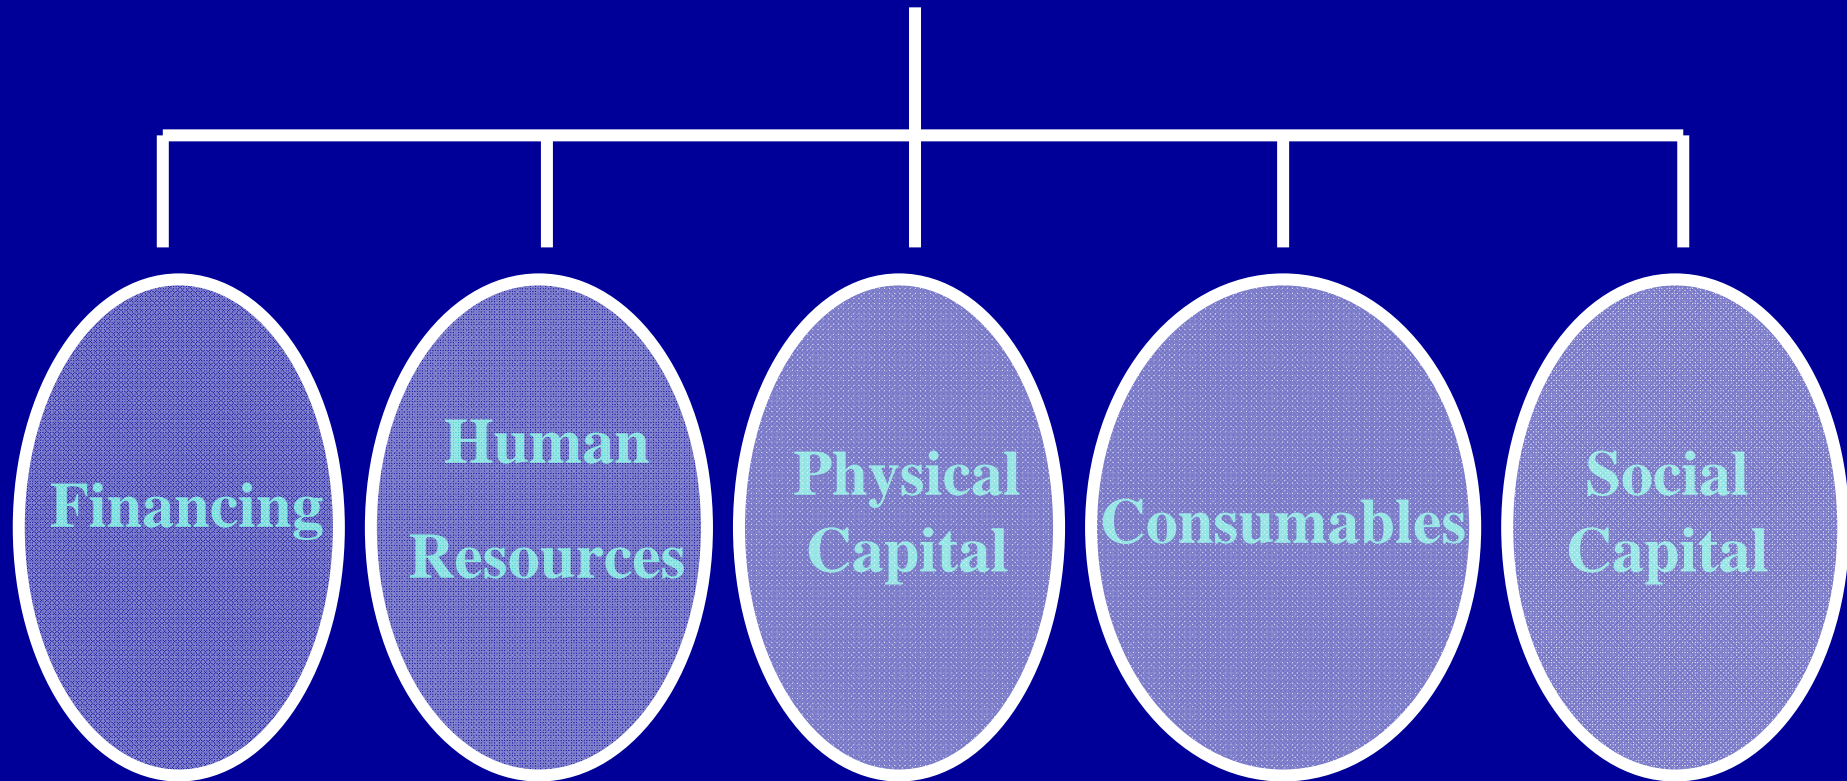 Financing
Human
Resources
Physical
Capital
Consumables
Social
Capital